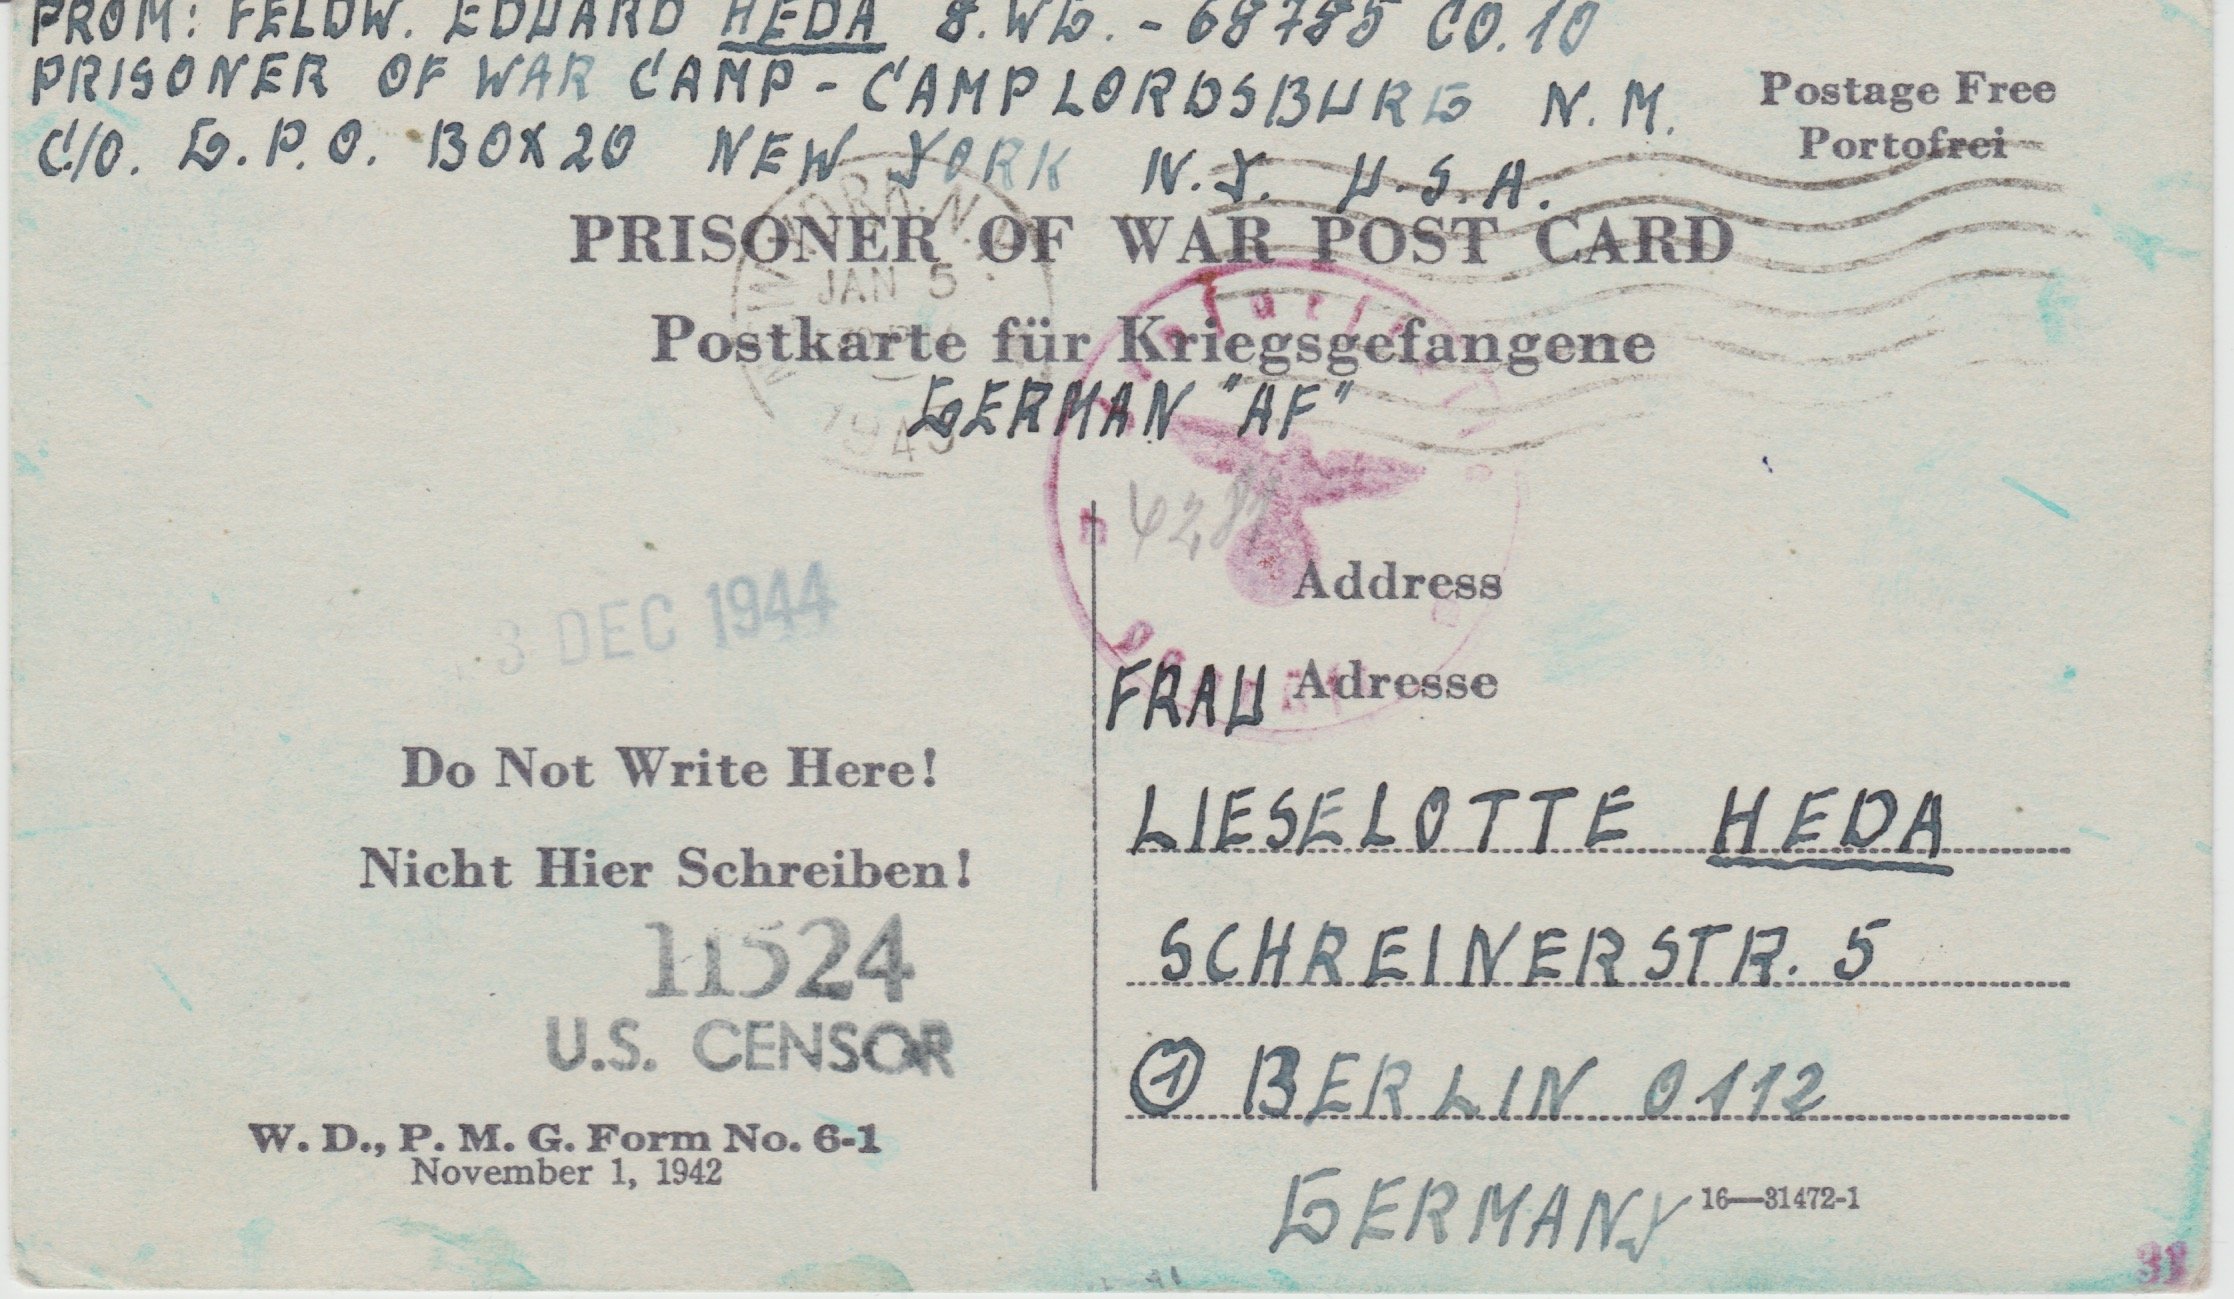 FROM: FELDW. EDUARD HEDA 8.WG. - 68785 CO.10
PRISONER OF WAR CAMP - CAMP LORDSBURG N.M.
C/O. G.P.O. BOX 20 NEW YORK N.Y. U.S.A.
Postage Free
Portofrei
PRISONER OF WAR POST CARD
JAN 5
Postkarte für Kriegsgefangene
GERMAN "AF"
1945
Address
3 DEC 1944
FRAU Adresse
Do Not Write Here!
LIESELOTTE HEDA
Nicht Hier Schreiben!
SCHREINERSTR. 5
11524
U.S. CENSOR
① BERLIN O112
W. D., P. M. G. Form No. 6-1
November 1, 1942
GERMANY 16—31472-1